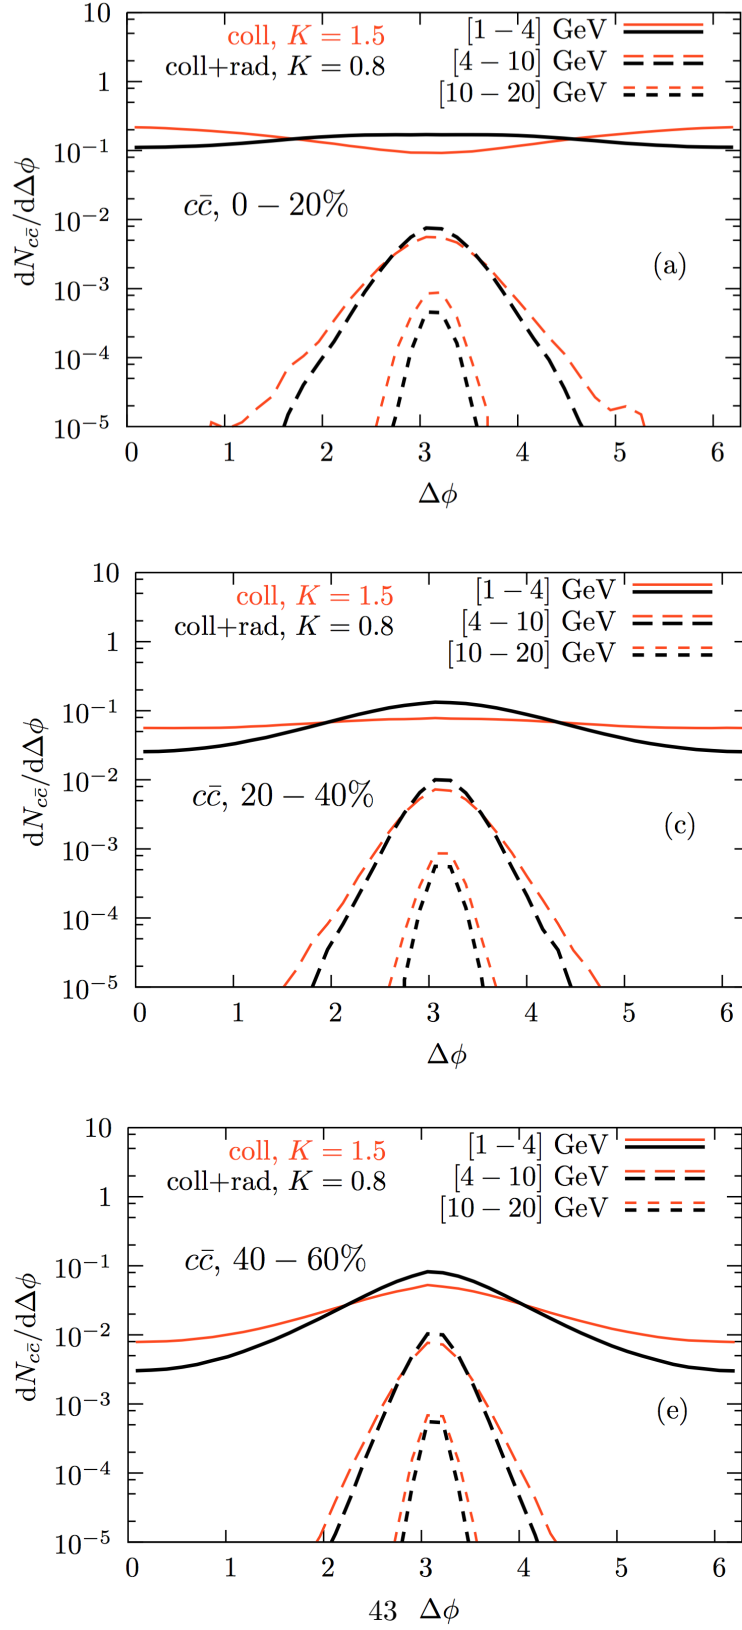 10
coll, K = 1.5 [1 − 4] GeV
coll+rad, K = 0.8 [4 − 10] GeV
[10 − 20] GeV
1
10⁻¹
cc̄, 0 − 20%
10⁻²
(a)
10⁻³
10⁻⁴
10⁻⁵
dN_{cc̄}/dΔϕ
0 1 2 3 4 5 6
Δϕ
10
coll, K = 1.5 [1 − 4] GeV
coll+rad, K = 0.8 [4 − 10] GeV
[10 − 20] GeV
1
10⁻¹
10⁻²
cc̄, 20 − 40%
(c)
10⁻³
10⁻⁴
10⁻⁵
dN_{cc̄}/dΔϕ
0 1 2 3 4 5 6
Δϕ
10
coll, K = 1.5 [1 − 4] GeV
coll+rad, K = 0.8 [4 − 10] GeV
[10 − 20] GeV
1
cc̄, 40 − 60%
10⁻¹
10⁻²
(e)
10⁻³
10⁻⁴
10⁻⁵
dN_{cc̄}/dΔϕ
0 1 2 3 4 5 6
43 Δϕ